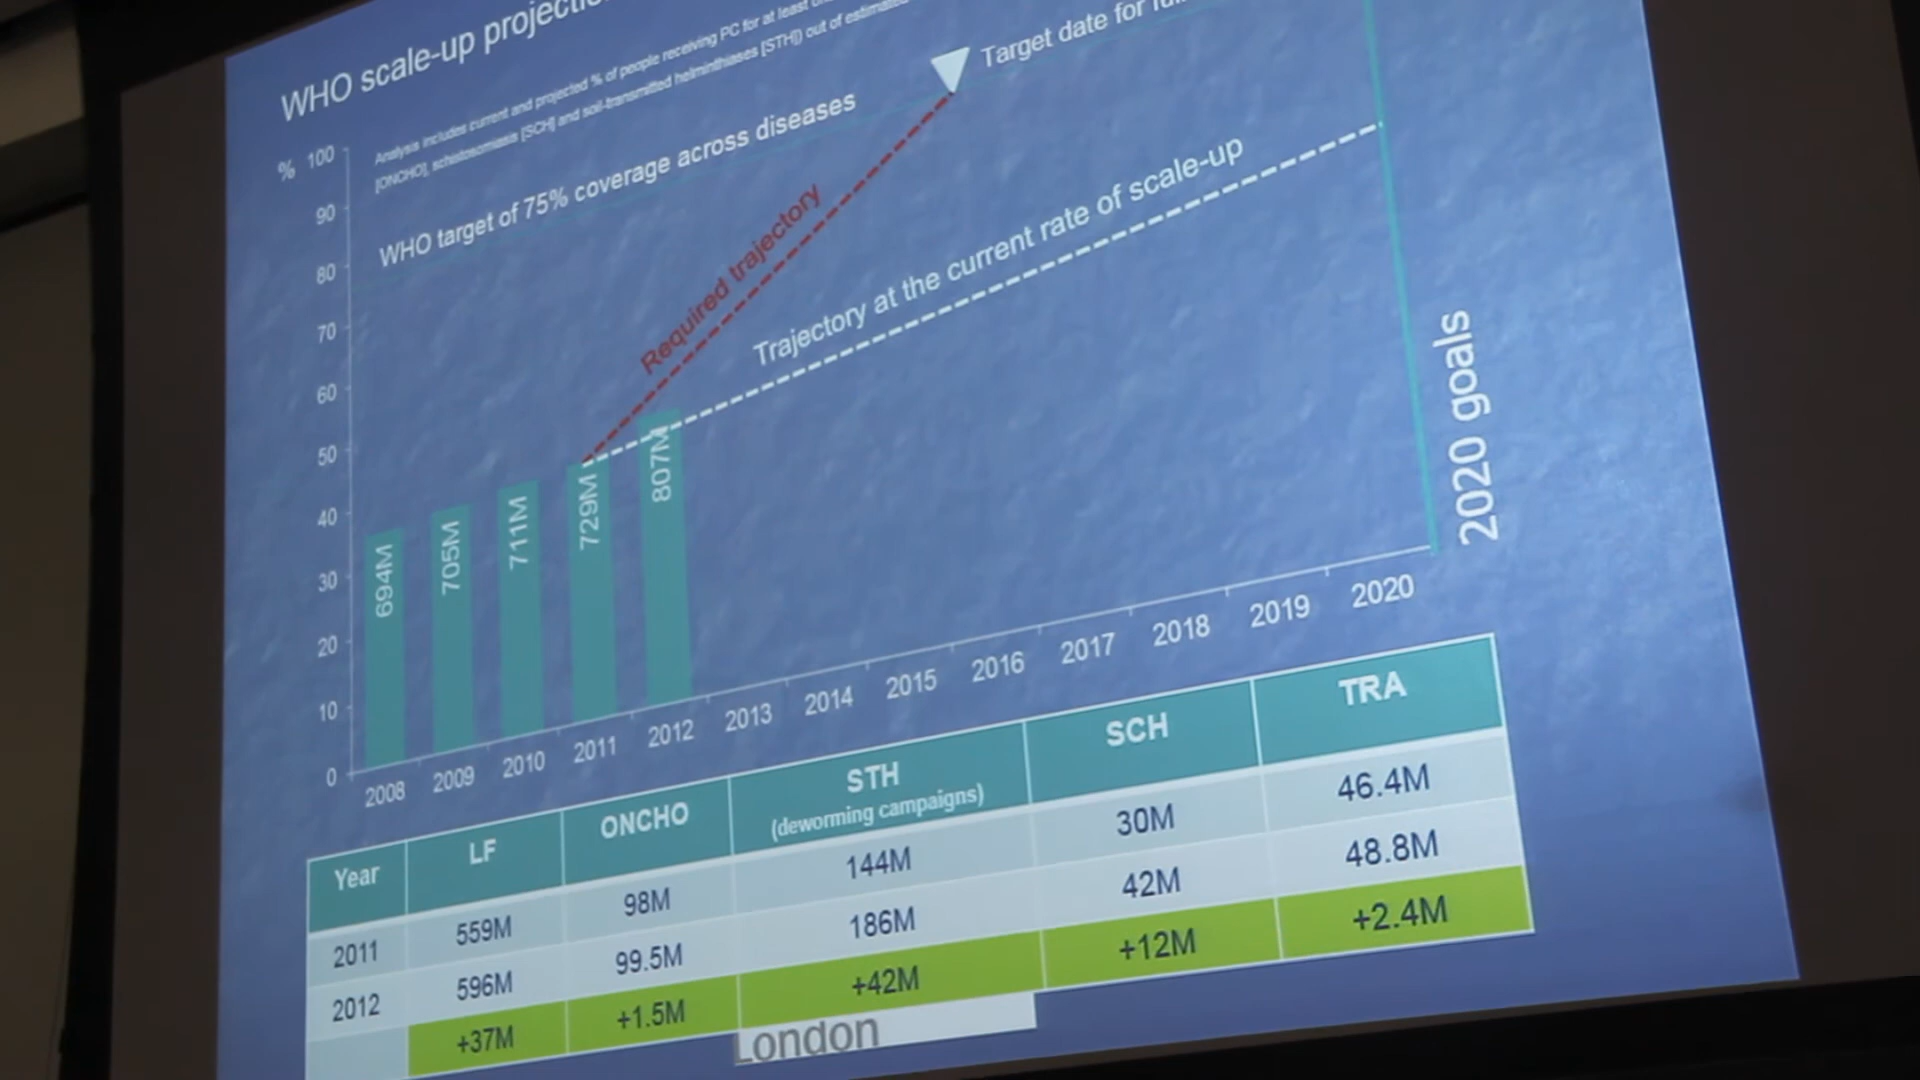 WHO scale-up
Analysis includes current and projected % of people receiving PC for at least
[ONCHO], schistosomiasis [SCH] and soil-transmitted helminthiases [STH]) out of estimated
WHO target of 75% coverage across diseases
Target date for
Required trajectory
Trajectory at the current rate of scale-up
2020 goals
%
100
90
80
70
60
50
40
30
20
10
0
694M
705M
711M
729M
807M
2008 2009 2010 2011 2012 2013 2014 2015 2016 2017 2018 2019 2020
Year LF ONCHO STH SCH TRA
(deworming campaigns)
2011 559M 98M 144M 30M 46.4M
2012 596M 99.5M 186M 42M 48.8M
+37M +1.5M +42M +12M +2.4M
London